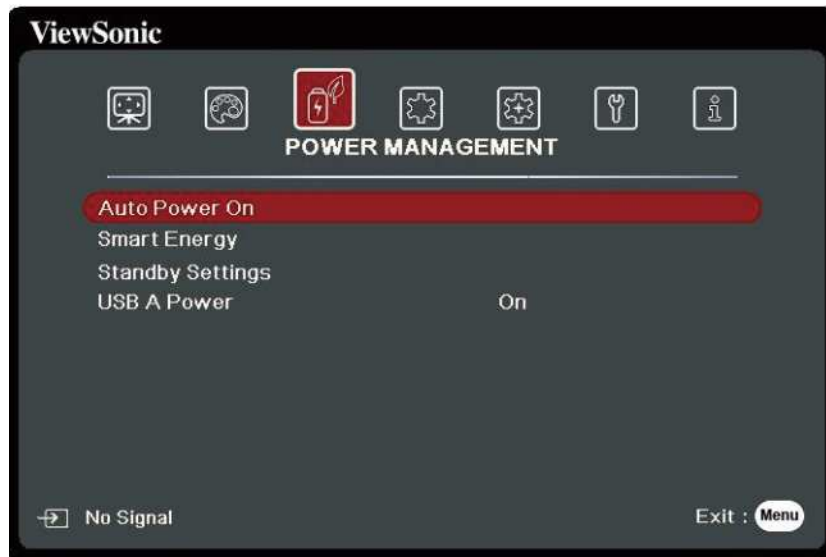 ViewSonic
POWER MANAGEMENT
Auto Power On
Smart Energy
Standby Settings
USB A Power On
No Signal
Exit : Menu